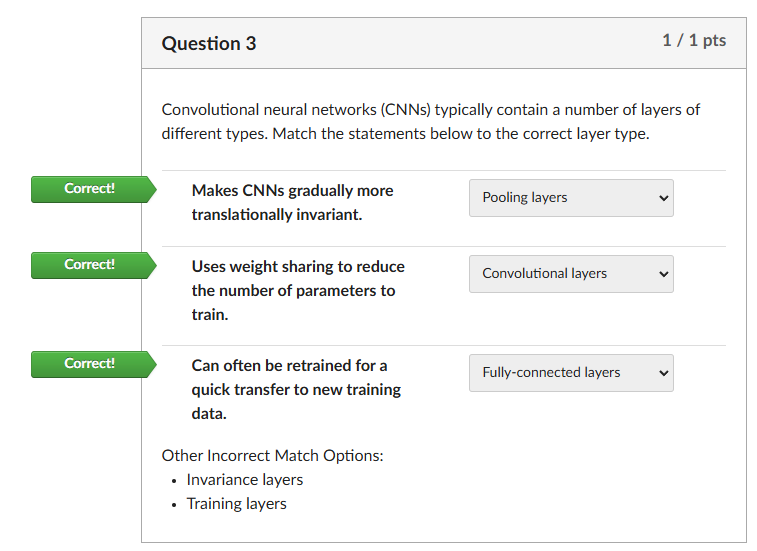 Question 3
1 / 1 pts
Convolutional neural networks (CNNs) typically contain a number of layers of
different types. Match the statements below to the correct layer type.
Correct!
Makes CNNs gradually more
translationally invariant.
Pooling layers
Correct!
Uses weight sharing to reduce
the number of parameters to
train.
Convolutional layers
Correct!
Can often be retrained for a
quick transfer to new training
data.
Fully-connected layers
Other Incorrect Match Options:
• Invariance layers
• Training layers